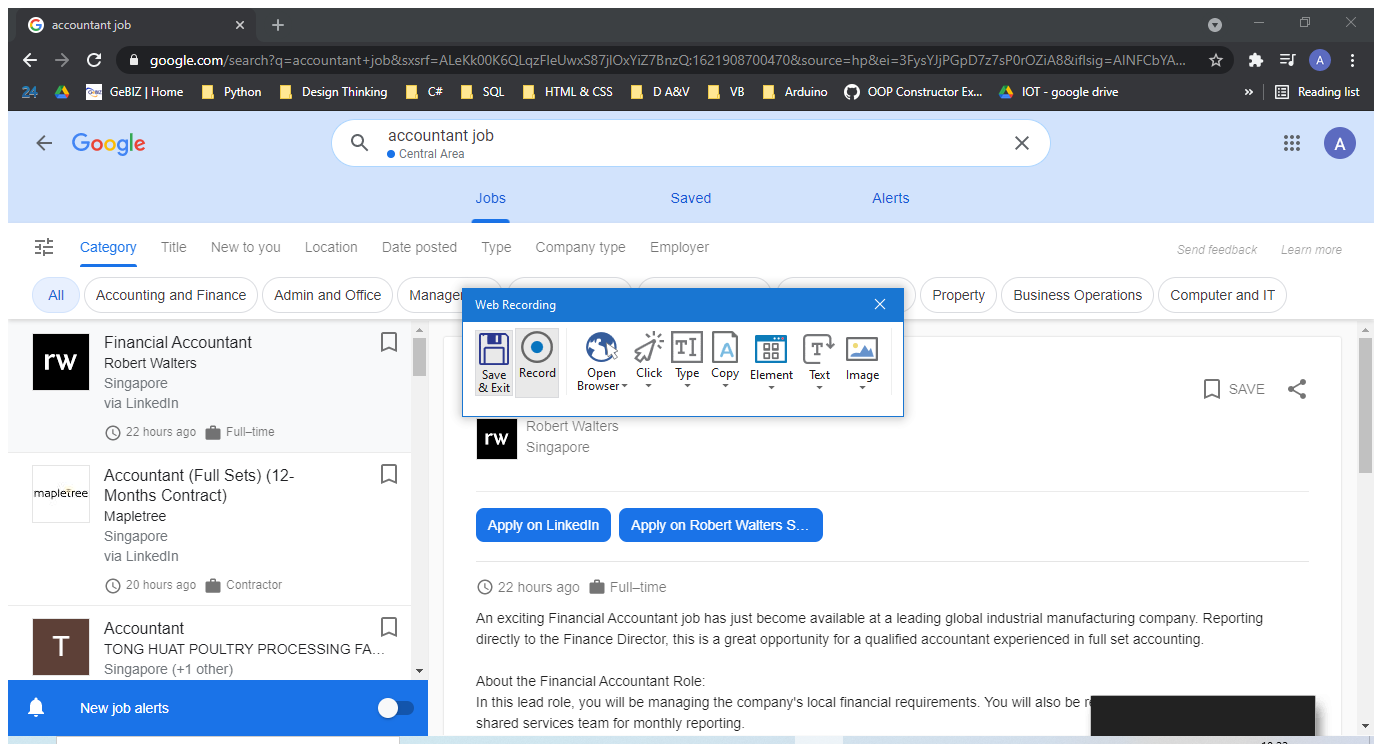 accountant job
google.com/search?q=accountant+job&sxsrf=ALeKk00K6QLqzFleUwxS87jlOxYiZ7BnzQ:1621908700470&source=hp&ei=3FysYJjPGpD7z7sP0rOZiA8&iflsig=AINFCbYA...
A
24 GeBIZ | Home Python Design Thinking C# SQL HTML & CSS D A&V VB Arduino OOP Constructor Ex... IOT - google drive » Reading list
Google
accountant job
Central Area
A
Jobs Saved Alerts
Category Title New to you Location Date posted Type Company type Employer
Send feedback Learn more
All Accounting and Finance Admin and Office Manage Property Business Operations Computer and IT
Web Recording
Save & Exit
Record
Open Browser
Click
Type
Copy
Element
Text
Image
rw
Financial Accountant
Robert Walters
Singapore
via LinkedIn
22 hours ago Full–time
mapletree
Accountant (Full Sets) (12-
Months Contract)
Mapletree
Singapore
via LinkedIn
20 hours ago Contractor
T
Accountant
TONG HUAT POULTRY PROCESSING FA...
Singapore (+1 other)
New job alerts
SAVE
rw
Robert Walters
Singapore
Apply on LinkedIn Apply on Robert Walters S...
22 hours ago Full–time
An exciting Financial Accountant job has just become available at a leading global industrial manufacturing company. Reporting
directly to the Finance Director, this is a great opportunity for a qualified accountant experienced in full set accounting.
About the Financial Accountant Role:
In this lead role, you will be managing the company's local financial requirements. You will also be
shared services team for monthly reporting.